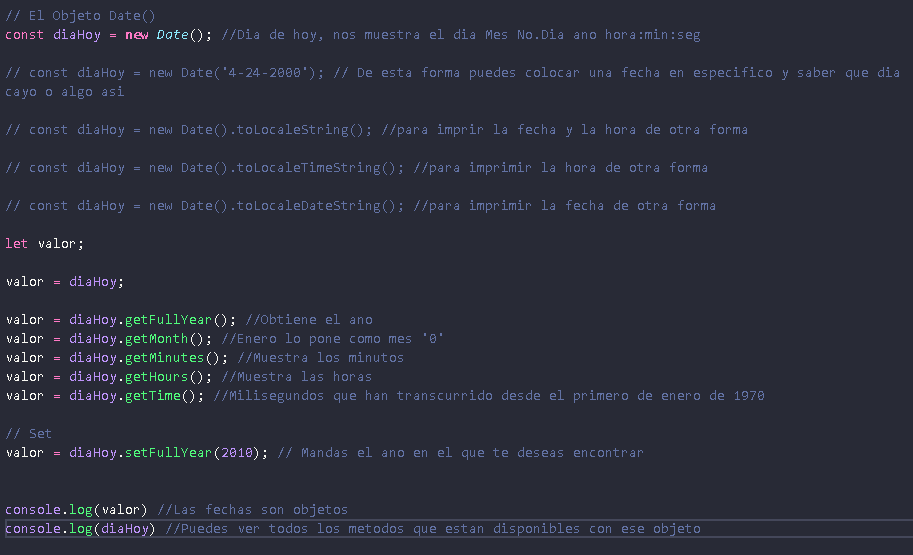 // El Objeto Date()
const diaHoy = new Date(); //Dia de hoy, nos muestra el dia Mes No.Dia ano hora:min:seg
// const diaHoy = new Date('4-24-2000'); // De esta forma puedes colocar una fecha en especifico y saber que dia
cayo o algo asi
// const diaHoy = new Date().toLocaleString(); //para imprir la fecha y la hora de otra forma
// const diaHoy = new Date().toLocaleTimeString(); //para imprimir la hora de otra forma
// const diaHoy = new Date().toLocaleDateString(); //para imprimir la fecha de otra forma
let valor;
valor = diaHoy;
valor = diaHoy.getFullYear(); //Obtiene el ano
valor = diaHoy.getMonth(); //Enero lo pone como mes '0'
valor = diaHoy.getMinutes(); //Muestra los minutos
valor = diaHoy.getHours(); //Muestra las horas
valor = diaHoy.getTime(); //Milisegundos que han transcurrido desde el primero de enero de 1970
// Set
valor = diaHoy.setFullYear(2010); // Mandas el ano en el que te deseas encontrar
console.log(valor) //Las fechas son objetos
console.log(diaHoy) //Puedes ver todos los metodos que estan disponibles con ese objeto